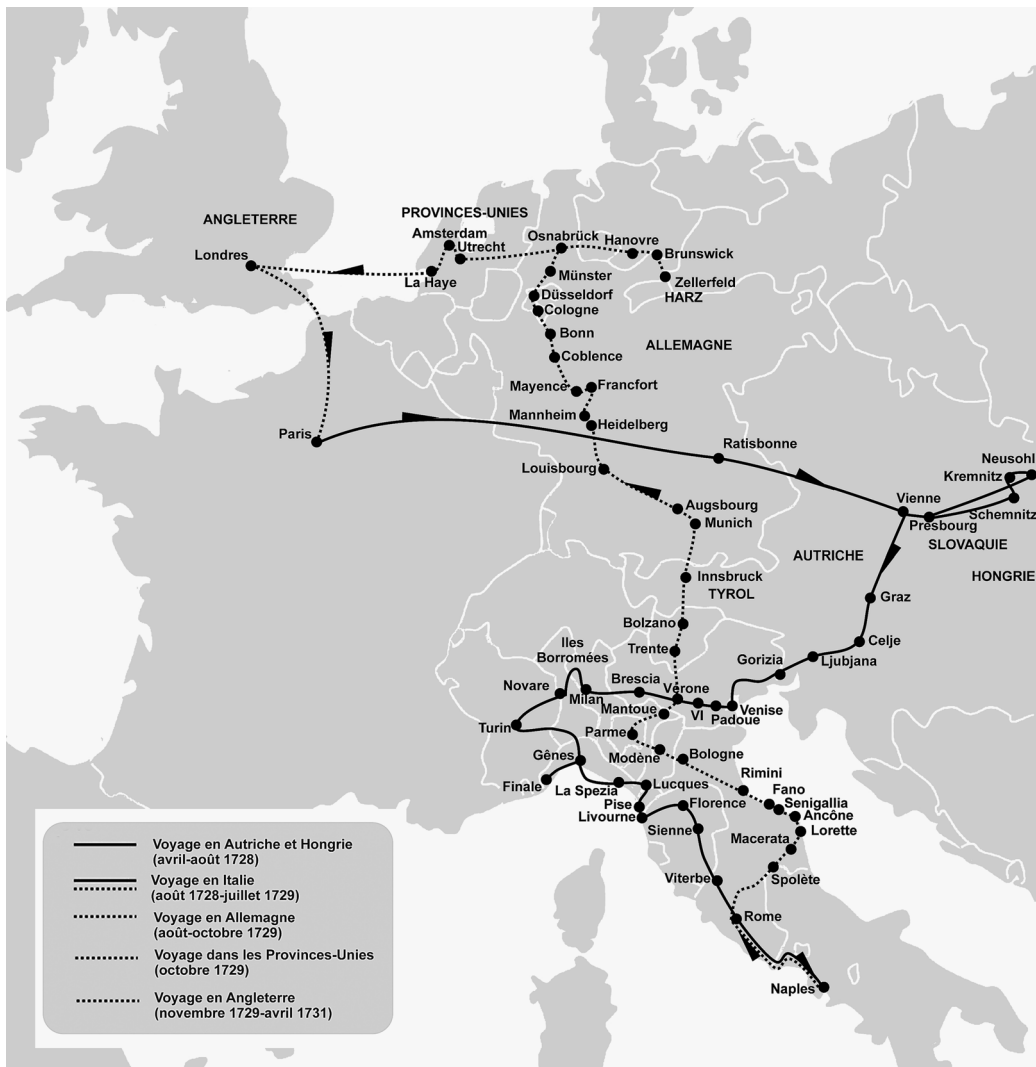 ANGLETERRE
PROVINCES-UNIES
Amsterdam
Utrecht
Londres
La Haye
Osnabrück
Hanovre
Brunswick
Münster
Zellerfeld
HARZ
Düsseldorf
Cologne
Bonn
ALLEMAGNE
Coblence
Mayence
Francfort
Mannheim
Heidelberg
Paris
Ratisbonne
Louisbourg
Neusohl
Kremnitz
Vienne
Schemnitz
Presbourg
Augsbourg
Munich
SLOVAQUIE
AUTRICHE
HONGRIE
Innsbruck
TYROL
Graz
Bolzano
Celje
Trente
Ljubjana
Gorizia
Iles
Borromées
Brescia
Novare
Milan
Vérone
Mantoue
VI
Padoue
Venise
Turin
Parme
Gênes
Modène
Bologne
Finale
La Spezia
Lucques
Rimini
Pise
Livourne
Florence
Fano
Senigallia
Ancône
Sienne
Lorette
Macerata
Viterbe
Spolète
Rome
Naples
Voyage en Autriche et Hongrie
(avril-août 1728)
Voyage en Italie
(août 1728-juillet 1729)
Voyage en Allemagne
(août-octobre 1729)
Voyage dans les Provinces-Unies
(octobre 1729)
Voyage en Angleterre
(novembre 1729-avril 1731)